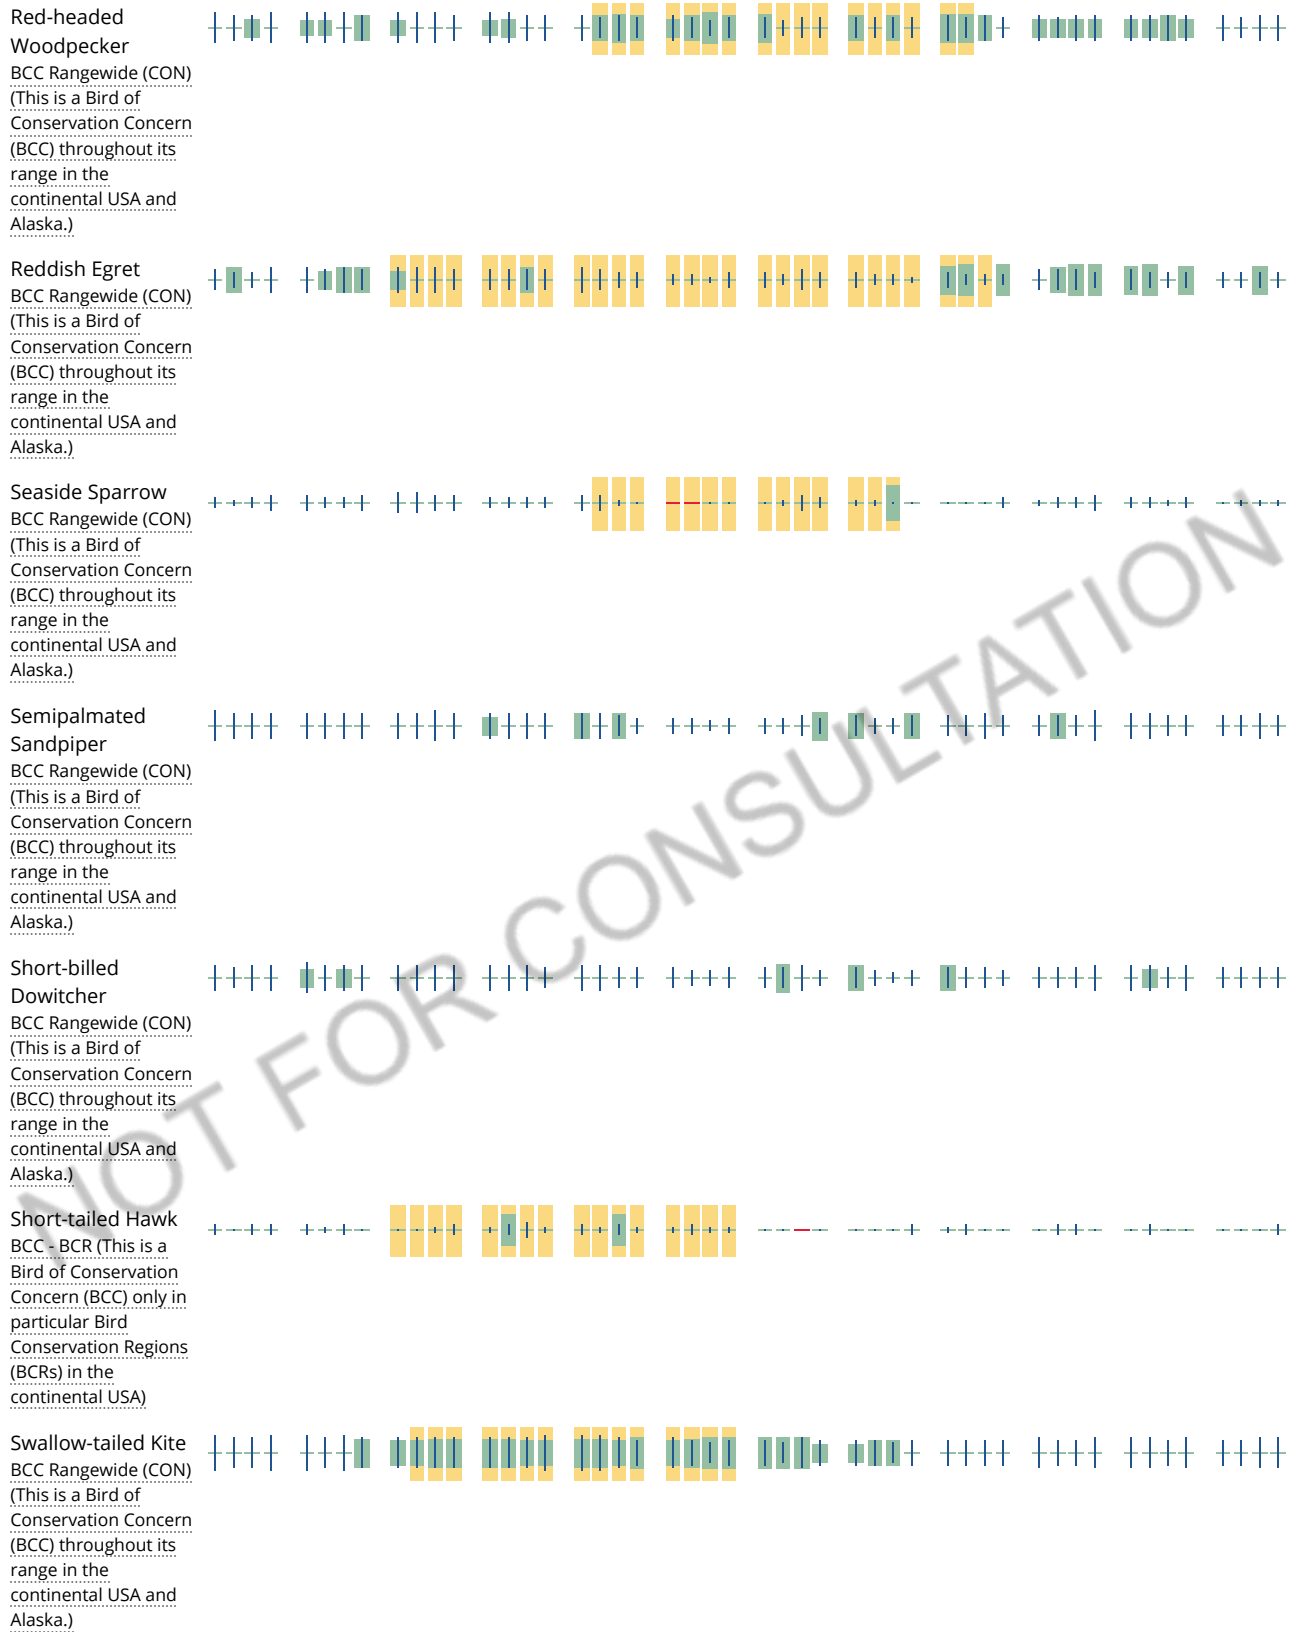 Red-headed
Woodpecker
BCC Rangewide (CON)
(This is a Bird of
Conservation Concern
(BCC) throughout its
range in the
continental USA and
Alaska.)
Reddish Egret
BCC Rangewide (CON)
(This is a Bird of
Conservation Concern
(BCC) throughout its
range in the
continental USA and
Alaska.)
Seaside Sparrow
BCC Rangewide (CON)
(This is a Bird of
Conservation Concern
(BCC) throughout its
range in the
continental USA and
Alaska.)
Semipalmated
Sandpiper
BCC Rangewide (CON)
(This is a Bird of
Conservation Concern
(BCC) throughout its
range in the
continental USA and
Alaska.)
Short-billed
Dowitcher
BCC Rangewide (CON)
(This is a Bird of
Conservation Concern
(BCC) throughout its
range in the
continental USA and
Alaska.)
Short-tailed Hawk
BCC - BCR (This is a
Bird of Conservation
Concern (BCC) only in
particular Bird
Conservation Regions
(BCRs) in the
continental USA)
Swallow-tailed Kite
BCC Rangewide (CON)
(This is a Bird of
Conservation Concern
(BCC) throughout its
range in the
continental USA and
Alaska.)
NOT FOR CONSULTATION